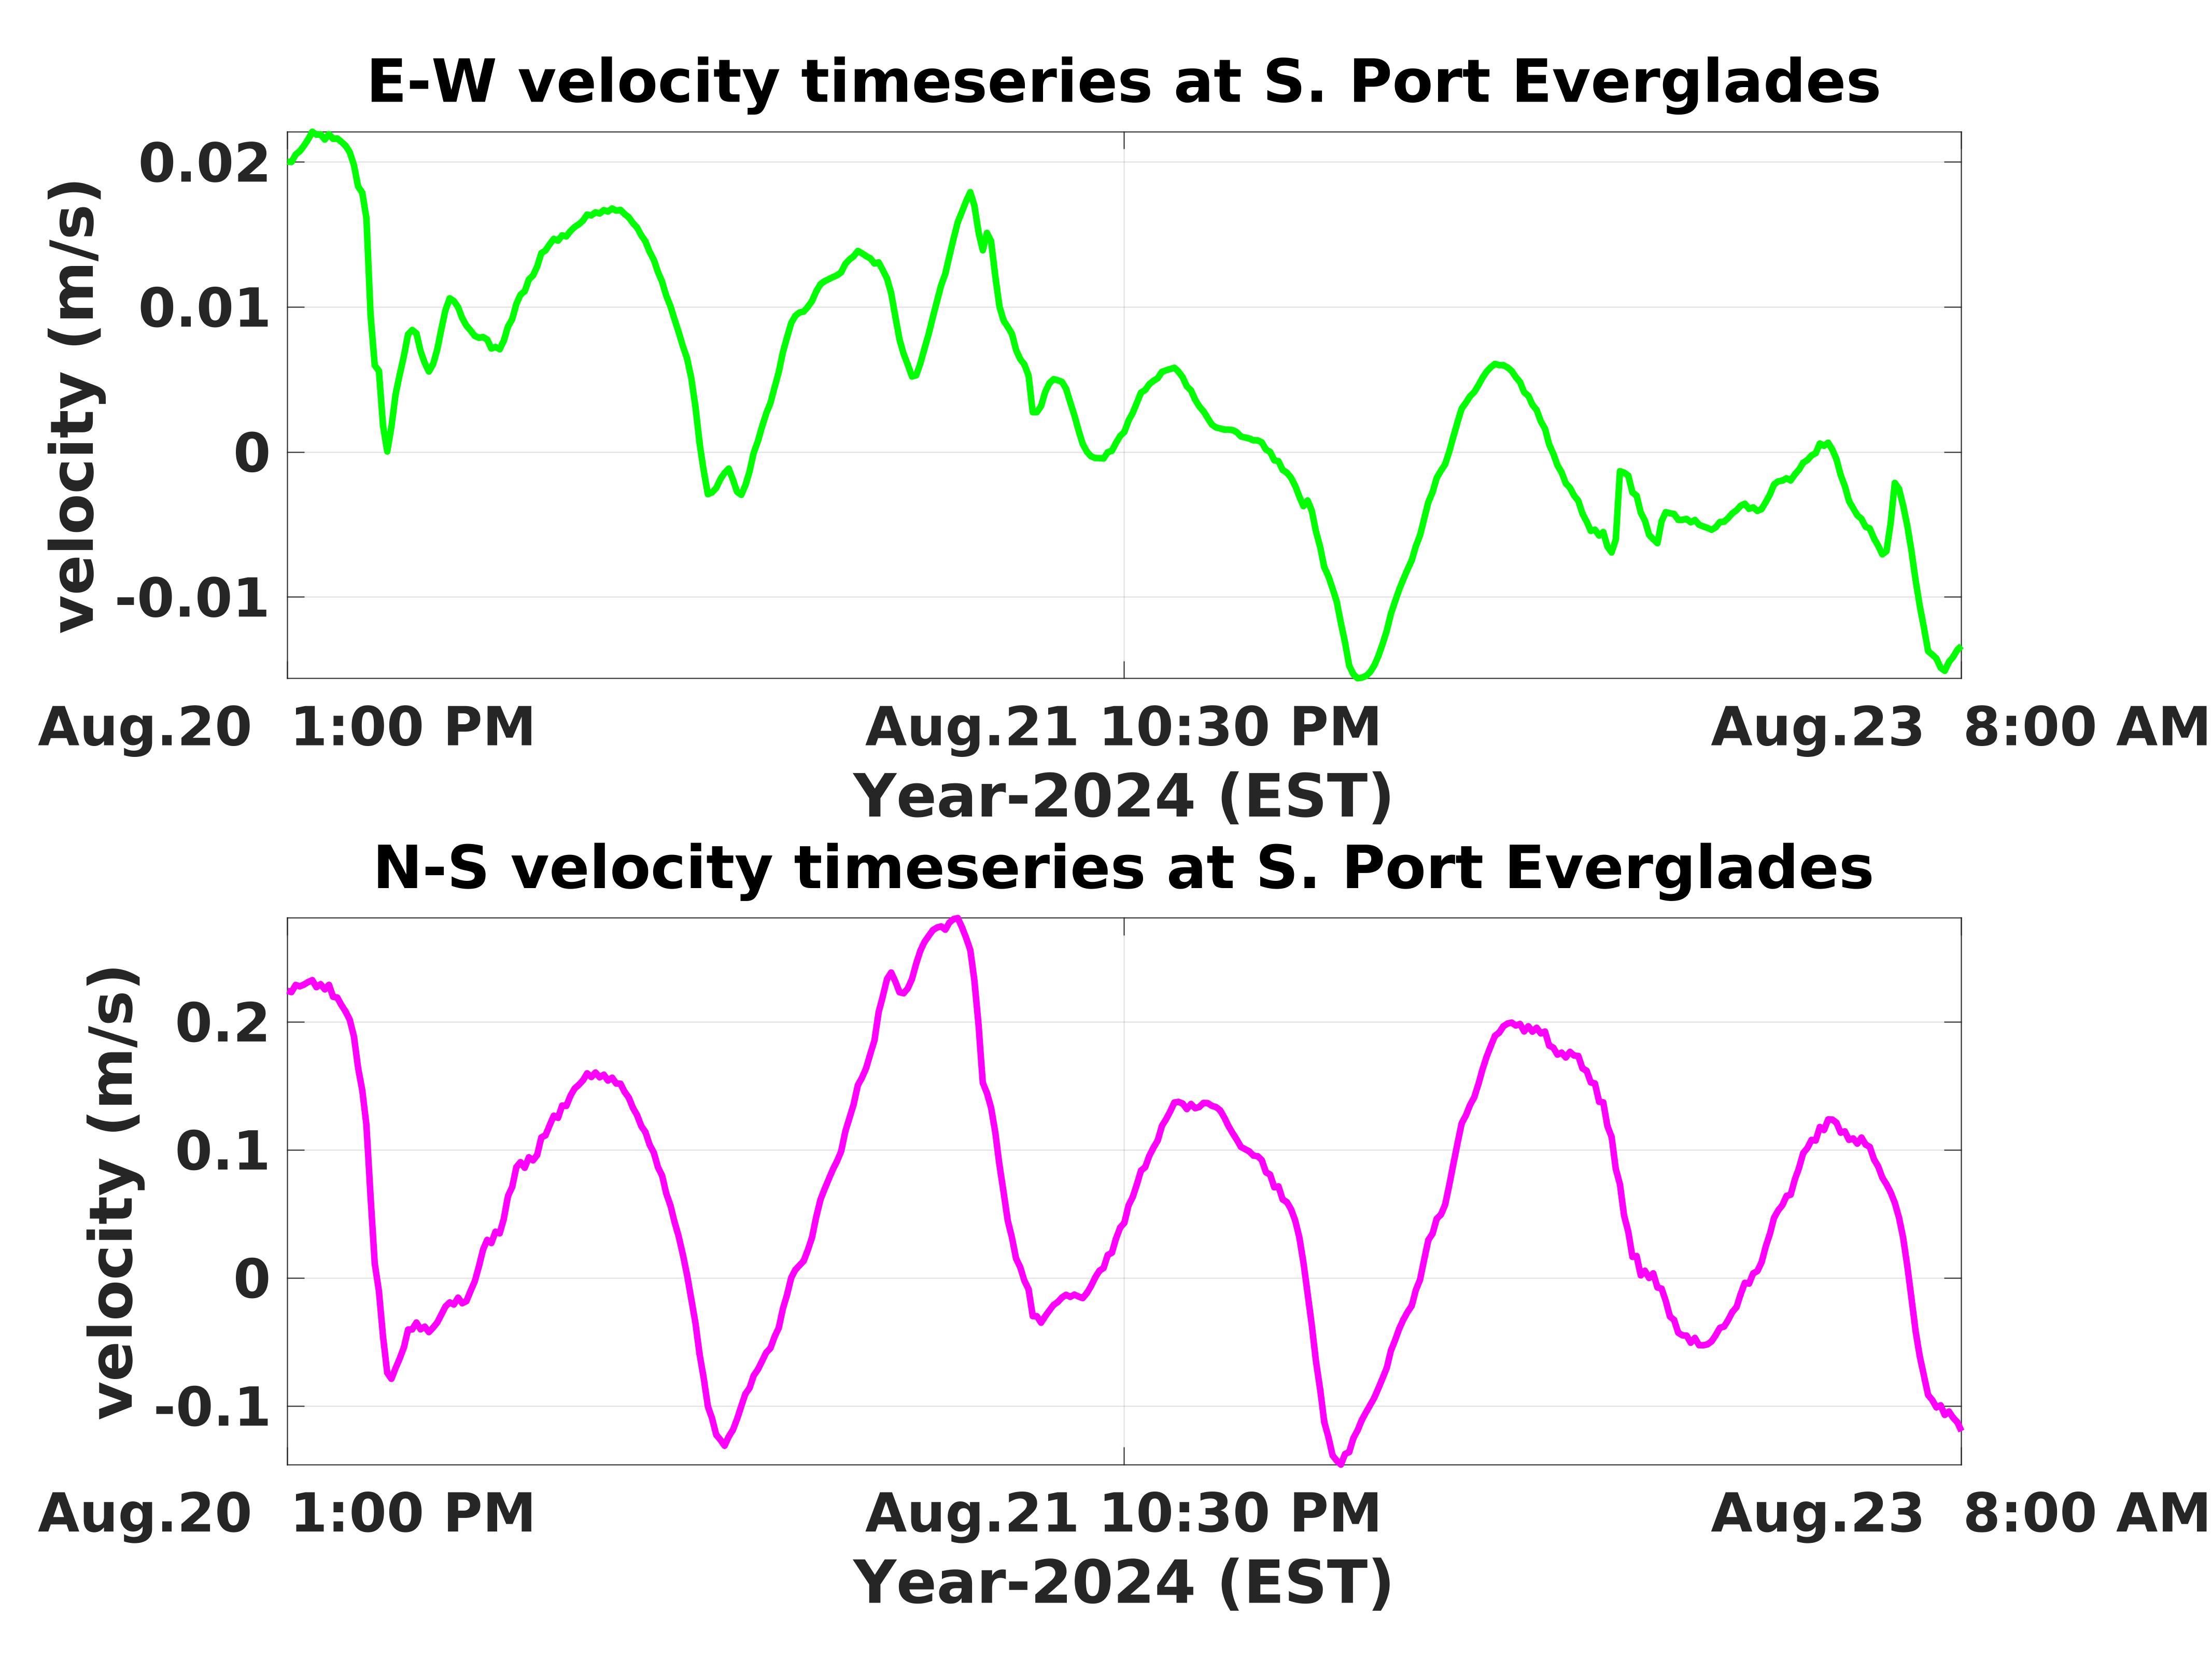 E-W velocity timeseries at S. Port Everglades
velocity (m/s)
0.02
0.01
0
-0.01
Aug.20 1:00 PM Aug.21 10:30 PM Aug.23 8:00 AM
Year-2024 (EST)
N-S velocity timeseries at S. Port Everglades
velocity (m/s)
0.2
0.1
0
-0.1
Aug.20 1:00 PM Aug.21 10:30 PM Aug.23 8:00 AM
Year-2024 (EST)